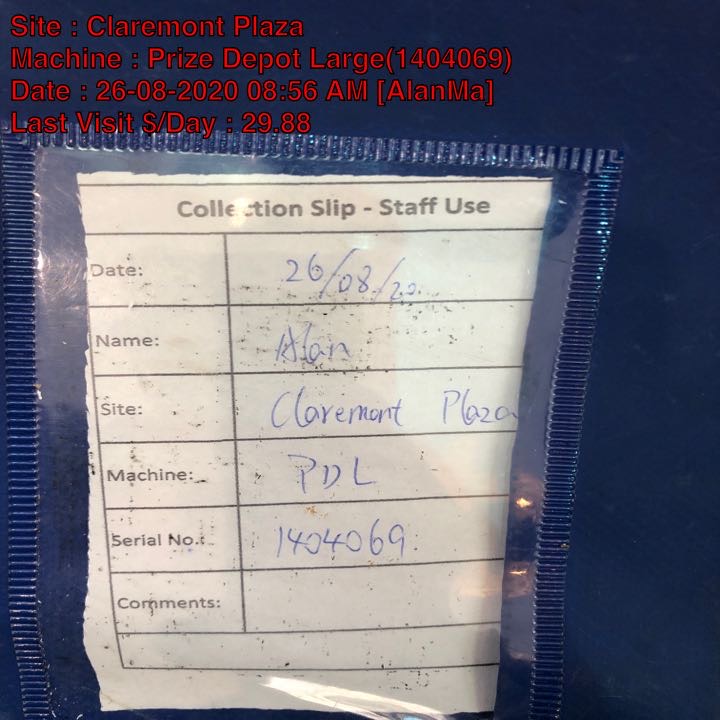 Site : Claremont Plaza
Machine : Prize Depot Large(1404069)
Date : 26-08-2020 08:56 AM [AlanMa]
Last Visit $/Day : 29.88
Collection Slip - Staff Use
Date: 26/08/20
Name: Alan
Site: Claremont Plaza
Machine: PDL
Serial No.: 1404069
Comments: